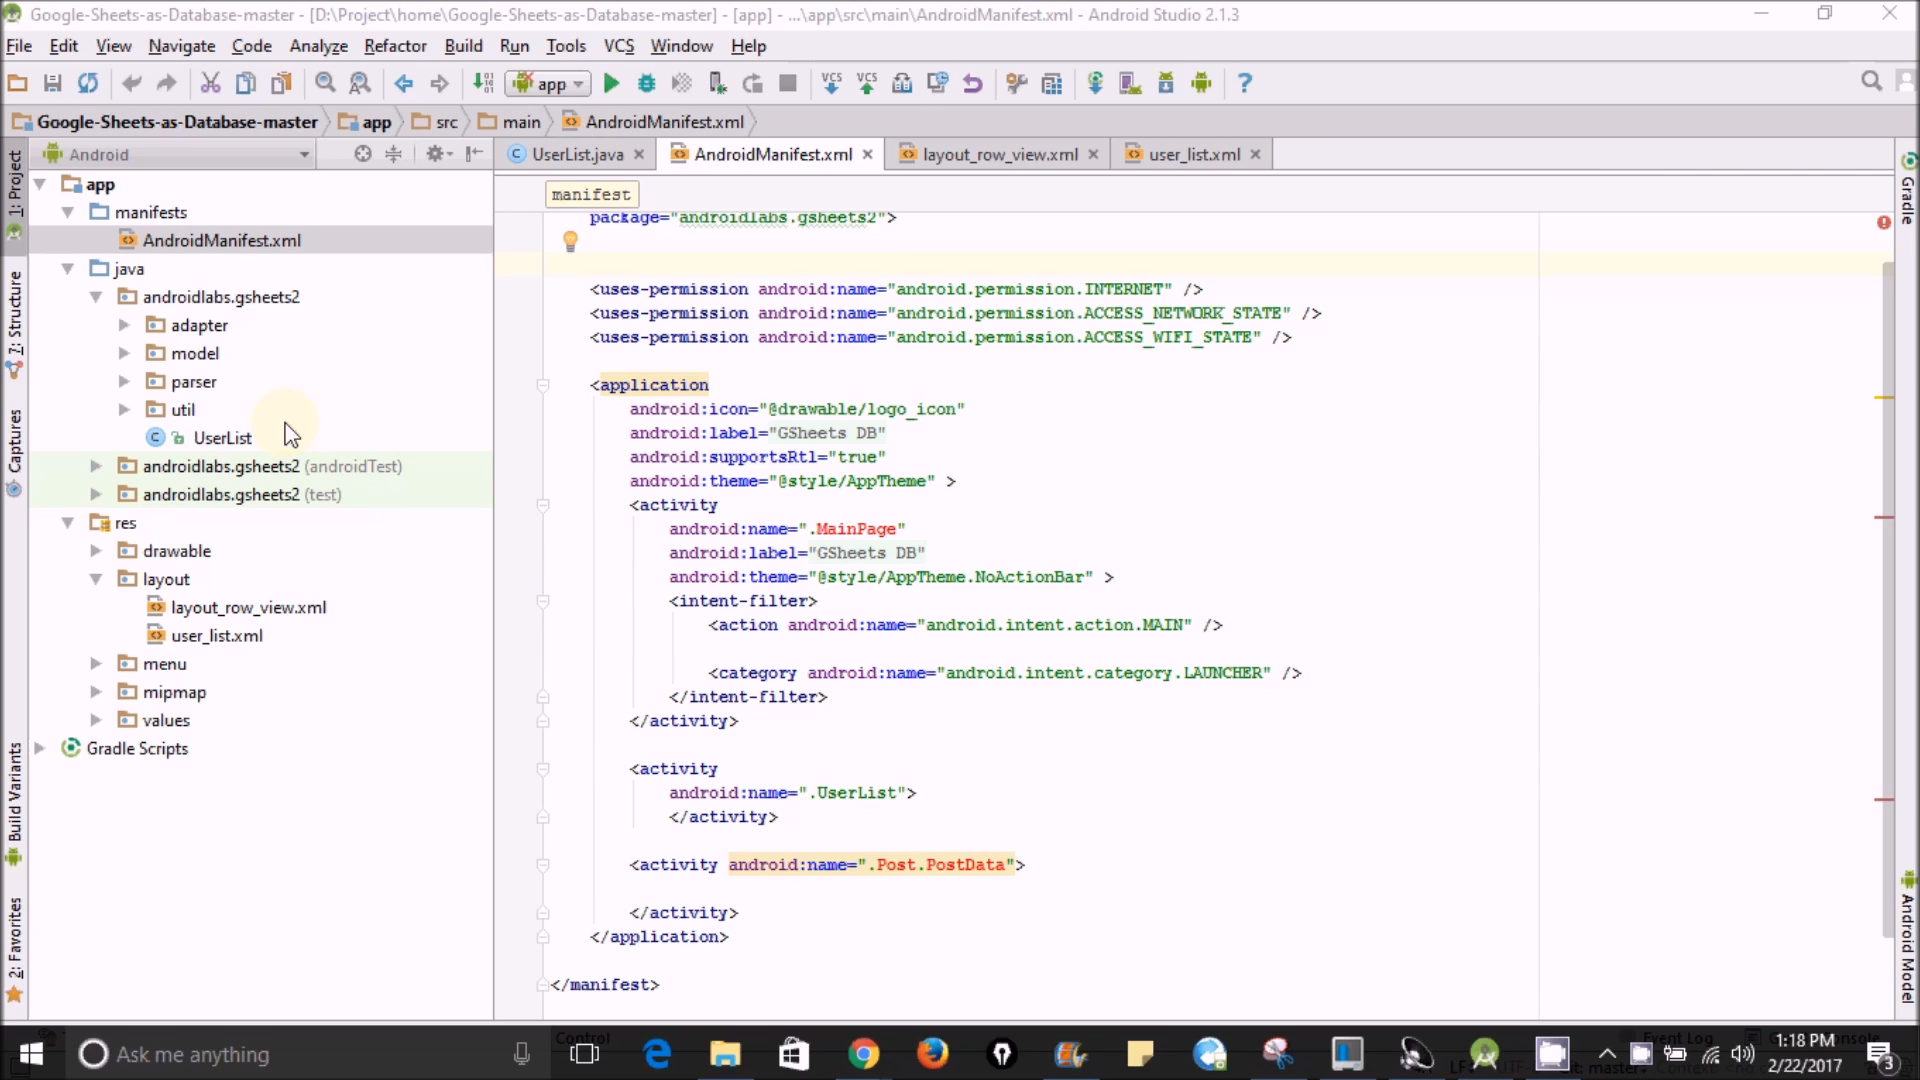 Google-Sheets-as-Database-master - [D:\Project\home\Google-Sheets-as-Database-master] - [app] - ...\app\src\main\AndroidManifest.xml - Android Studio 2.1.3
File Edit View Navigate Code Analyze Refactor Build Run Tools VCS Window Help
app VCS VCS ?
Google-Sheets-as-Database-master app src main AndroidManifest.xml
Android
UserList.java AndroidManifest.xml layout_row_view.xml user_list.xml
1: Project
7: Structure
Captures
Build Variants
2: Favorites
app
manifests
AndroidManifest.xml
java
androidlabs.gsheets2
adapter
model
parser
util
UserList
androidlabs.gsheets2 (androidTest)
androidlabs.gsheets2 (test)
res
drawable
layout
layout_row_view.xml
user_list.xml
menu
mipmap
values
Gradle Scripts
manifest
package="androidlabs.gsheets2">
<uses-permission android:name="android.permission.INTERNET" />
<uses-permission android:name="android.permission.ACCESS_NETWORK_STATE" />
<uses-permission android:name="android.permission.ACCESS_WIFI_STATE" />
<application
android:icon="@drawable/logo_icon"
android:label="GSheets DB"
android:supportsRtl="true"
android:theme="@style/AppTheme" >
<activity
android:name=".MainPage"
android:label="GSheets DB"
android:theme="@style/AppTheme.NoActionBar" >
<intent-filter>
<action android:name="android.intent.action.MAIN" />
<category android:name="android.intent.category.LAUNCHER" />
</intent-filter>
</activity>
<activity
android:name=".UserList">
</activity>
<activity android:name=".Post.PostData">
</activity>
</application>
</manifest>
Gradle
Android Model
Control
Event Log
Ask me anything
1:18 PM
2/22/2017
3